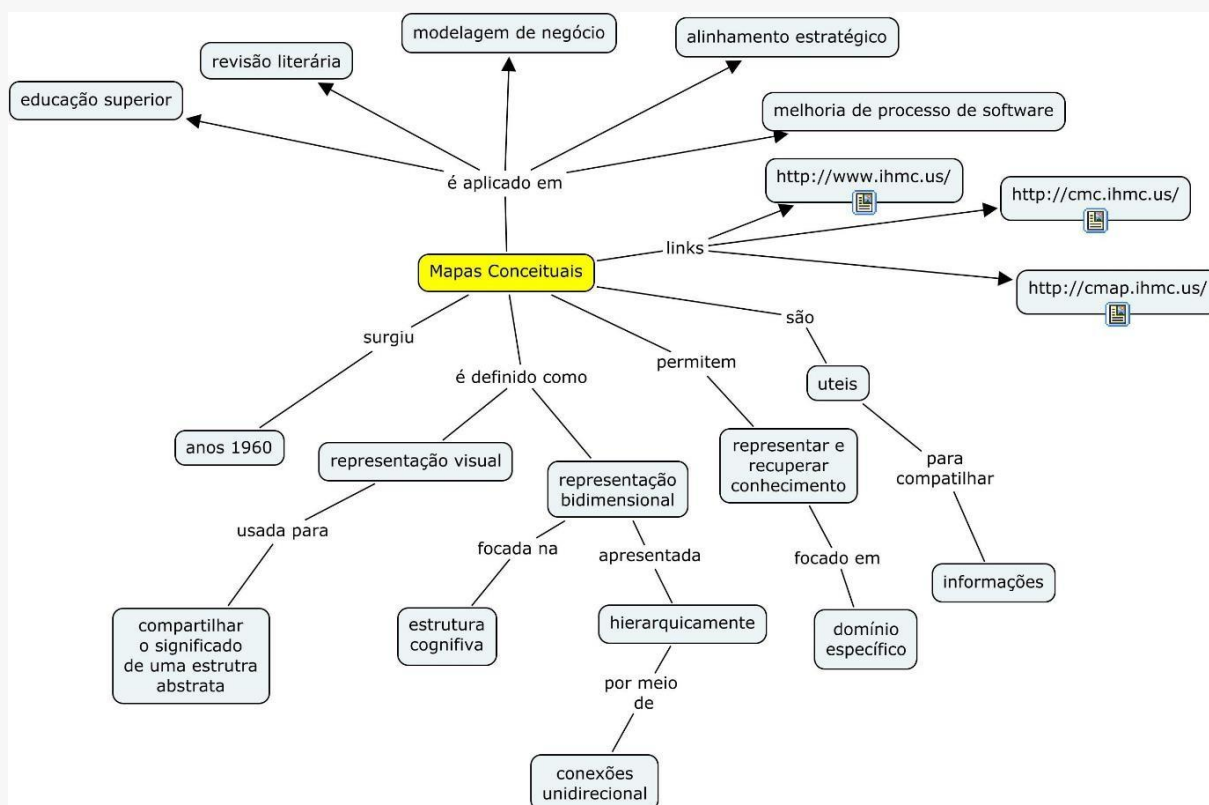 modelagem de negócio
alinhamento estratégico
revisão literária
educação superior
melhoria de processo de software
é aplicado em
http://www.ihmc.us/
http://cmc.ihmc.us/
links
Mapas Conceituais
http://cmap.ihmc.us/
são
surgiu
permitem
é definido como
uteis
anos 1960
representação visual
representação
bidimensional
representar e
recuperar
conhecimento
para
compatilhar
usada para
focada na
apresentada
focado em
informações
compartilhar
o significado
de uma estrutra
abstrata
estrutura
cognifiva
hierarquicamente
domínio
específico
por meio
de
conexões
unidirecional